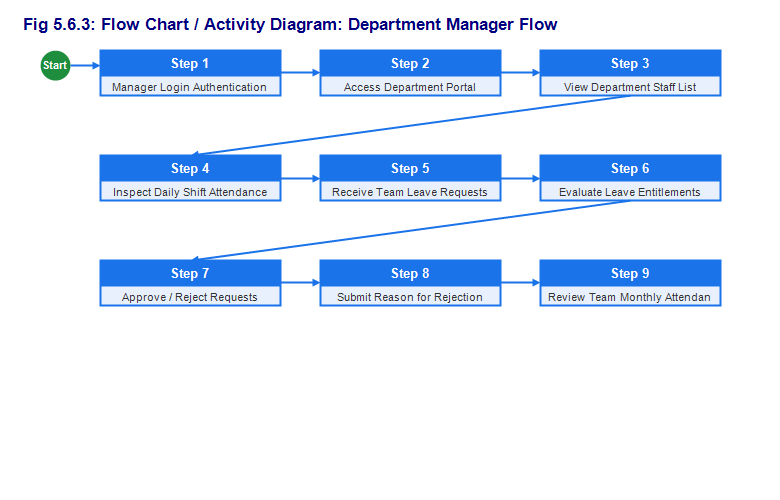 Fig 5.6.3: Flow Chart / Activity Diagram: Department Manager Flow
Start
Step 1
Manager Login Authentication
Step 2
Access Department Portal
Step 3
View Department Staff List
Step 4
Inspect Daily Shift Attendance
Step 5
Receive Team Leave Requests
Step 6
Evaluate Leave Entitlements
Step 7
Approve / Reject Requests
Step 8
Submit Reason for Rejection
Step 9
Review Team Monthly Attendan